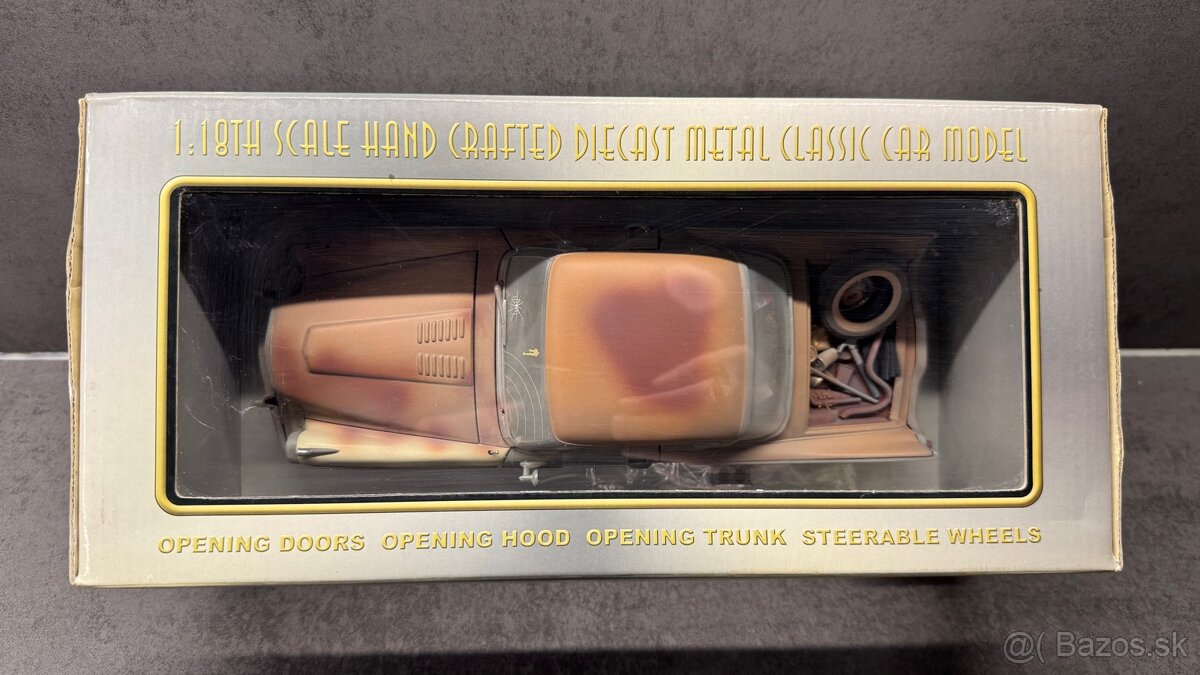 1:18TH SCALE HAND CRAFTED DIECAST METAL CLASSIC CAR MODEL
OPENING DOORS OPENING HOOD OPENING TRUNK STEERABLE WHEELS
@( Bazos.sk